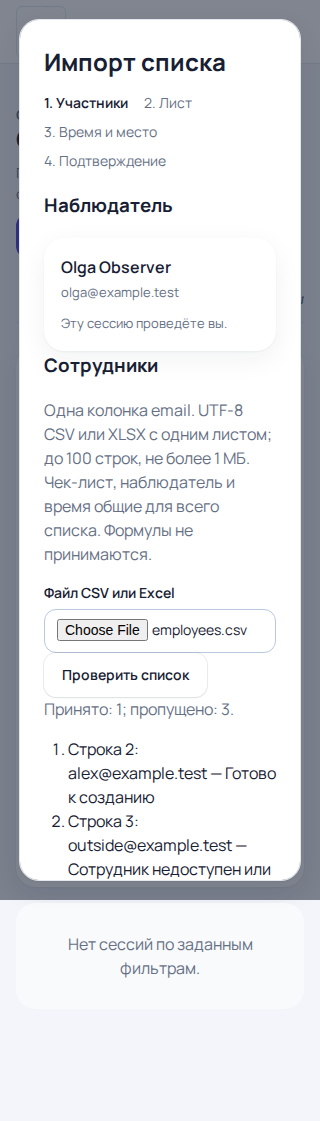 Импорт списка
1. Участники 2. Лист
3. Время и место
4. Подтверждение
Наблюдатель
Olga Observer
olga@example.test
Эту сессию проведёте вы.
Сотрудники
Одна колонка email. UTF-8
CSV или XLSX с одним листом;
до 100 строк, не более 1 МБ.
Чек-лист, наблюдатель и
время общие для всего
списка. Формулы не
принимаются.
Файл CSV или Excel
Choose File employees.csv
Проверить список
Принято: 1; пропущено: 3.
1. Строка 2:
alex@example.test — Готово
к созданию
2. Строка 3:
outside@example.test —
Сотрудник недоступен или
Нет сессий по заданным
фильтрам.